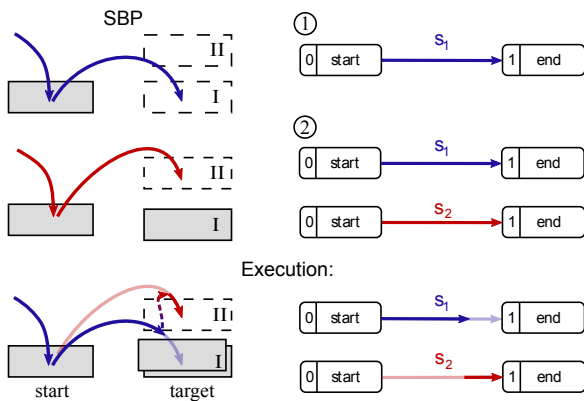 SBP
II
I
start
target
II
I
II
I
1
0 start
s1
1 end
2
0 start
s1
1 end
0 start
s2
1 end
Execution:
0 start
s1
1 end
0 start
s2
1 end